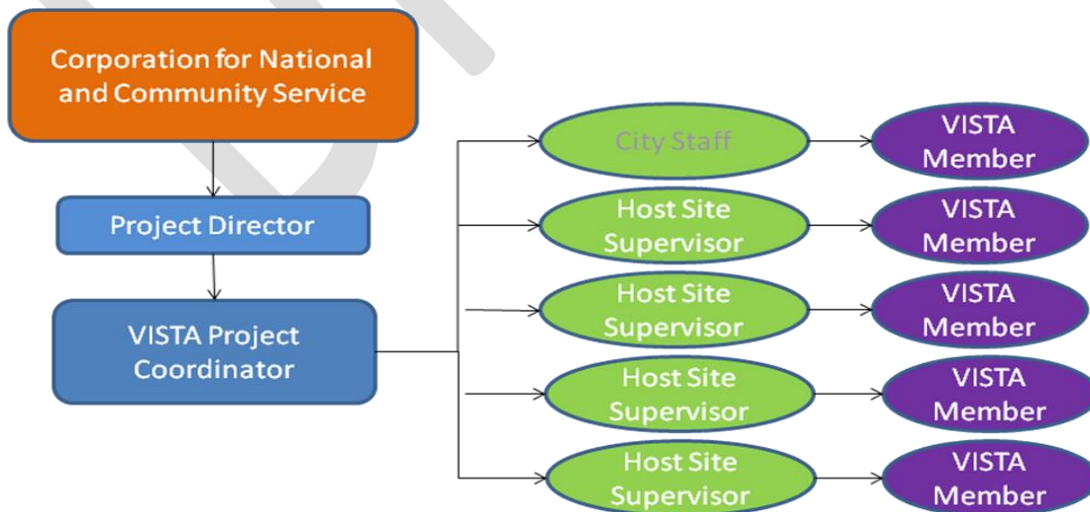 Corporation for National
and Community Service
Project Director
VISTA Project
Coordinator
City Staff
VISTA
Member
Host Site
Supervisor
VISTA
Member
Host Site
Supervisor
VISTA
Member
Host Site
Supervisor
VISTA
Member
Host Site
Supervisor
VISTA
Member